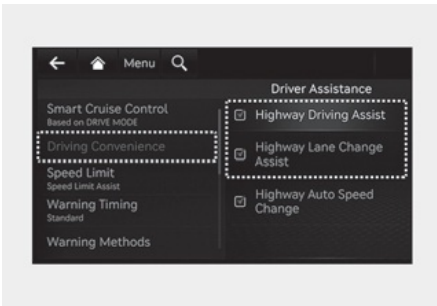 Menu
Driver Assistance
Smart Cruise Control
Based on DRIVE MODE
Driving Convenience
Speed Limit
Speed Limit Assist
Warning Timing
Standard
Warning Methods
Highway Driving Assist
Highway Lane Change
Assist
Highway Auto Speed
Change